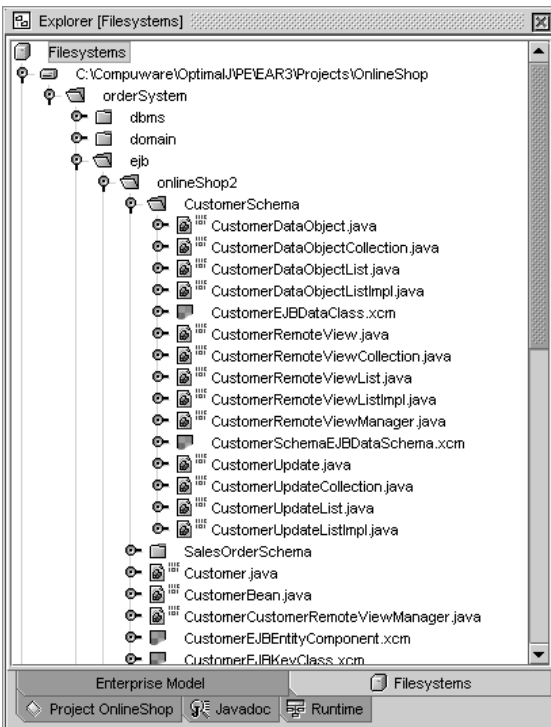 Explorer [Filesystems]
Filesystems
C:\Compuware\OptimalJ\PE\EAR3\Projects\OnlineShop
orderSystem
dbms
domain
ejb
onlineShop2
CustomerSchema
CustomerDataObject.java
CustomerDataObjectCollection.java
CustomerDataObjectList.java
CustomerDataObjectListImpl.java
CustomerEJBDataClass.xcm
CustomerRemoteView.java
CustomerRemoteViewCollection.java
CustomerRemoteViewList.java
CustomerRemoteViewListImpl.java
CustomerRemoteViewManager.java
CustomerSchemaEJBDataSchema.xcm
CustomerUpdate.java
CustomerUpdateCollection.java
CustomerUpdateList.java
CustomerUpdateListImpl.java
SalesOrderSchema
Customer.java
CustomerBean.java
CustomerCustomerRemoteViewManager.java
CustomerEJBEntityComponent.xcm
CustomerEJBKeyClass.xcm
Enterprise Model Filesystems
Project OnlineShop Javadoc Runtime